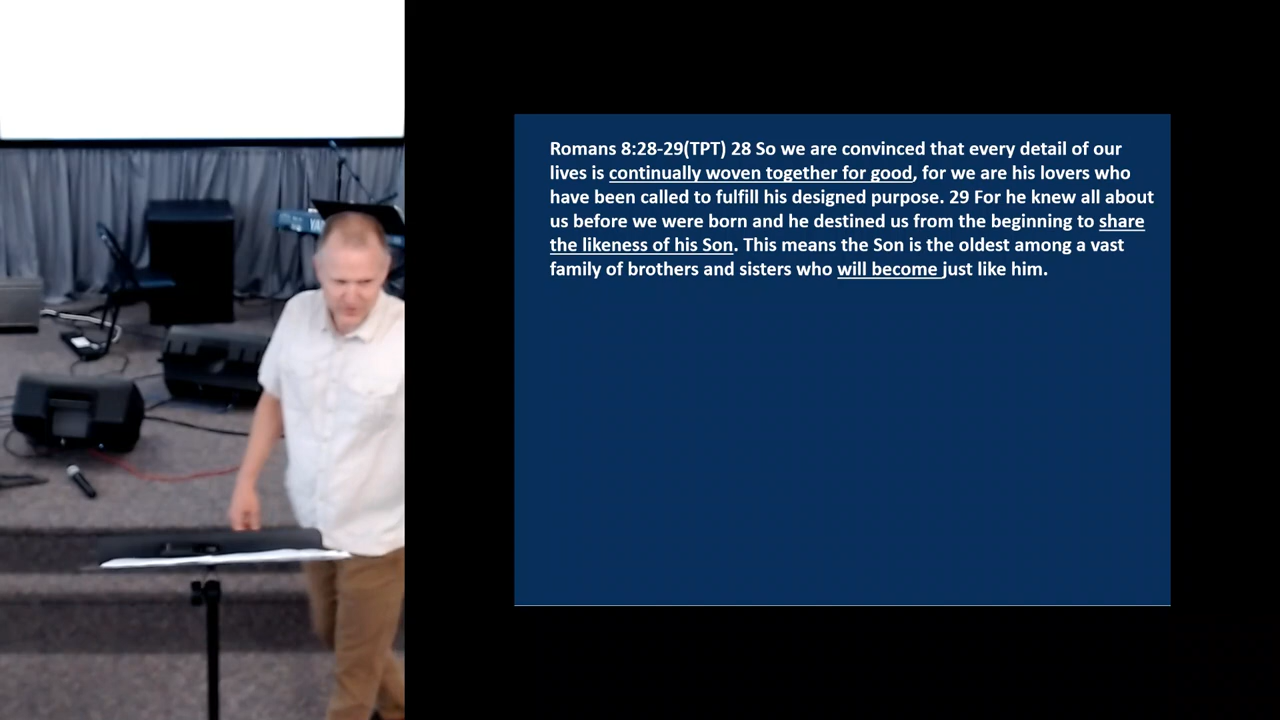 Romans 8:28-29(TPT) 28 So we are convinced that every detail of our
lives is continually woven together for good, for we are his lovers who
have been called to fulfill his designed purpose. 29 For he knew all about
us before we were born and he destined us from the beginning to share
the likeness of his Son. This means the Son is the oldest among a vast
family of brothers and sisters who will become just like him.